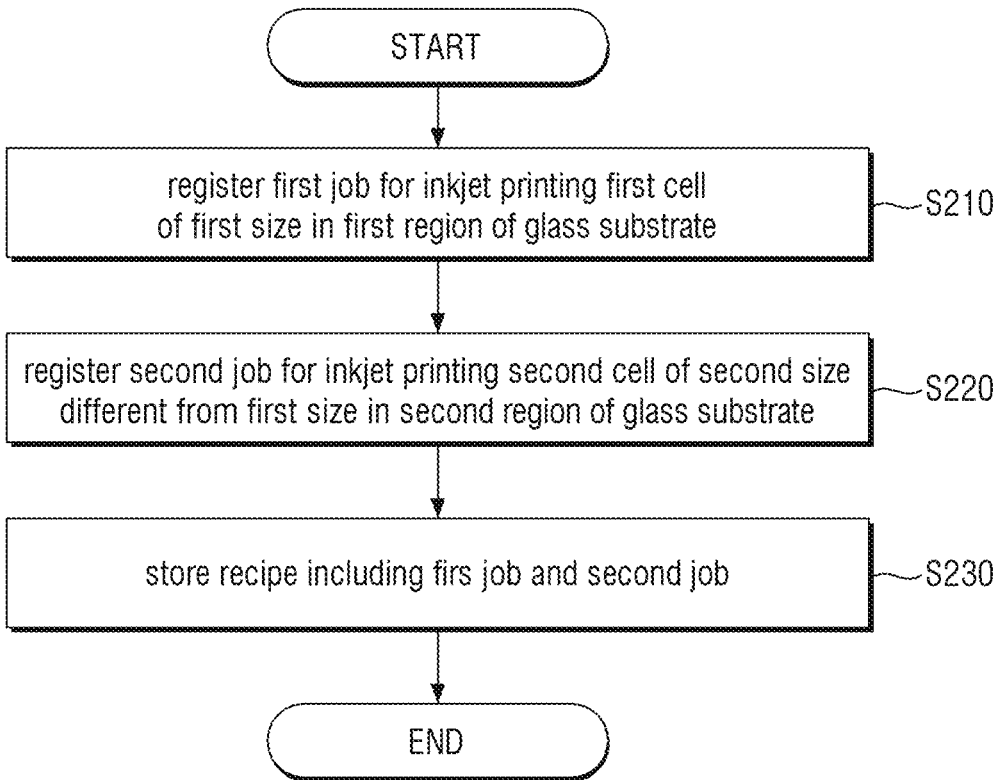 START
register first job for inkjet printing first cell
of first size in first region of glass substrate
S210
register second job for inkjet printing second cell of second size
different from first size in second region of glass substrate
S220
store recipe including firs job and second job
S230
END